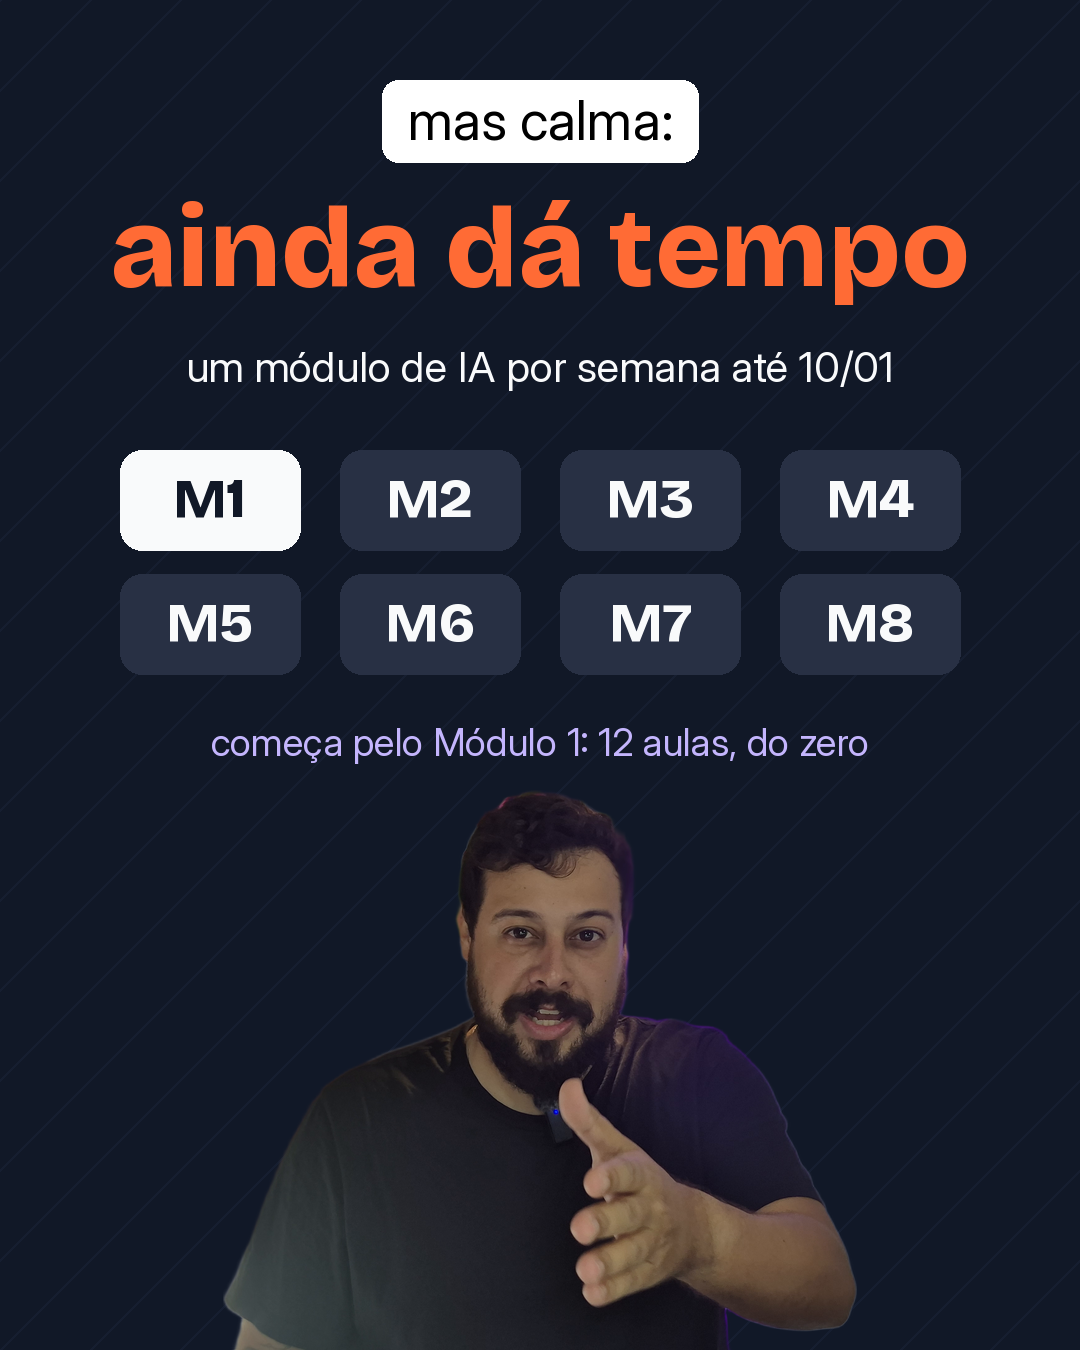 mas calma:
ainda dá tempo
um módulo de IA por semana até 10/01
M1 M2 M3 M4
M5 M6 M7 M8
começa pelo Módulo 1: 12 aulas, do zero